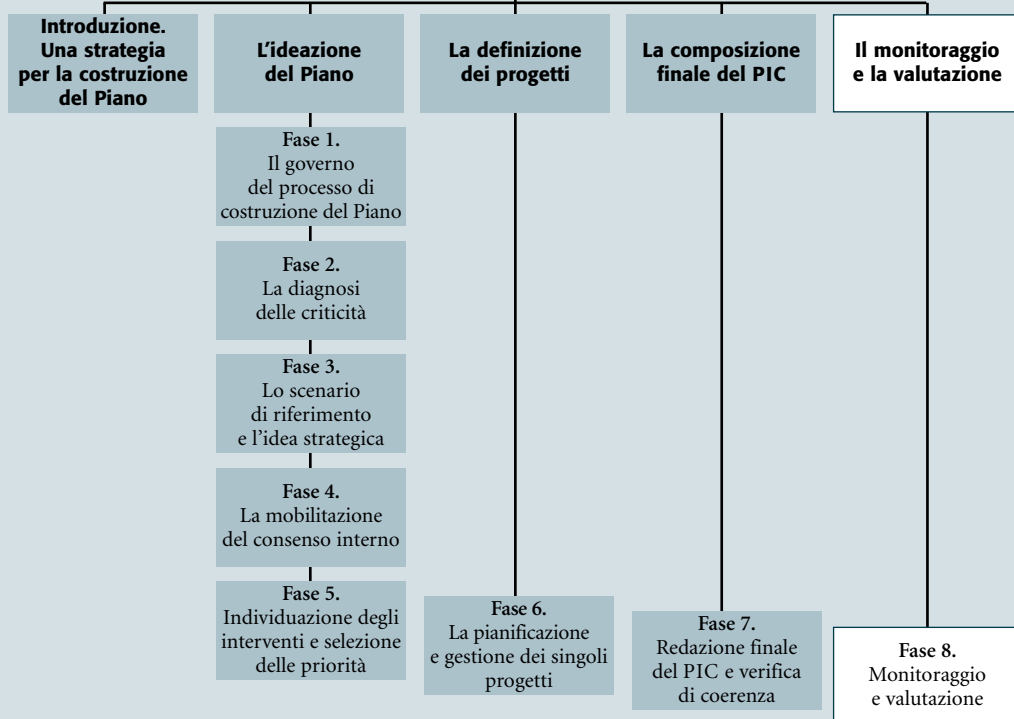 Introduzione.
Una strategia
per la costruzione
del Piano
L'ideazione
del Piano
La definizione
dei progetti
La composizione
finale del PIC
Il monitoraggio
e la valutazione
Fase 1.
Il governo
del processo di
costruzione del Piano
Fase 2.
La diagnosi
delle criticità
Fase 3.
Lo scenario
di riferimento
e l'idea strategica
Fase 4.
La mobilitazione
del consenso interno
Fase 5.
Individuazione degli
interventi e selezione
delle priorità
Fase 6.
La pianificazione
e gestione dei singoli
progetti
Fase 7.
Redazione finale
del PIC e verifica
di coerenza
Fase 8.
Monitoraggio
e valutazione